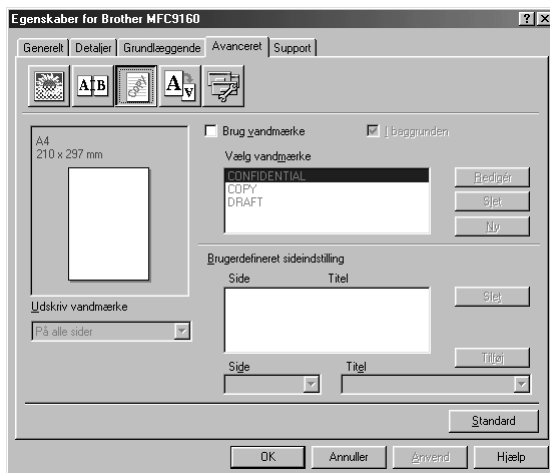 Egenskaber for Brother MFC9160
Generelt Detaljer Grundlæggende Avanceret Support
A B COPY A A
A4
210 x 297 mm
Brug vandmærke I baggrunden
Vælg vandmærke
CONFIDENTIAL
COPY
DRAFT
Redigér
Slet
Ny
Udskriv vandmærke
På alle sider
Brugerdefineret sideindstilling
Side Titel
Slet
Tilføj
Side Titel
Standard
OK Annuller Anvend Hjælp